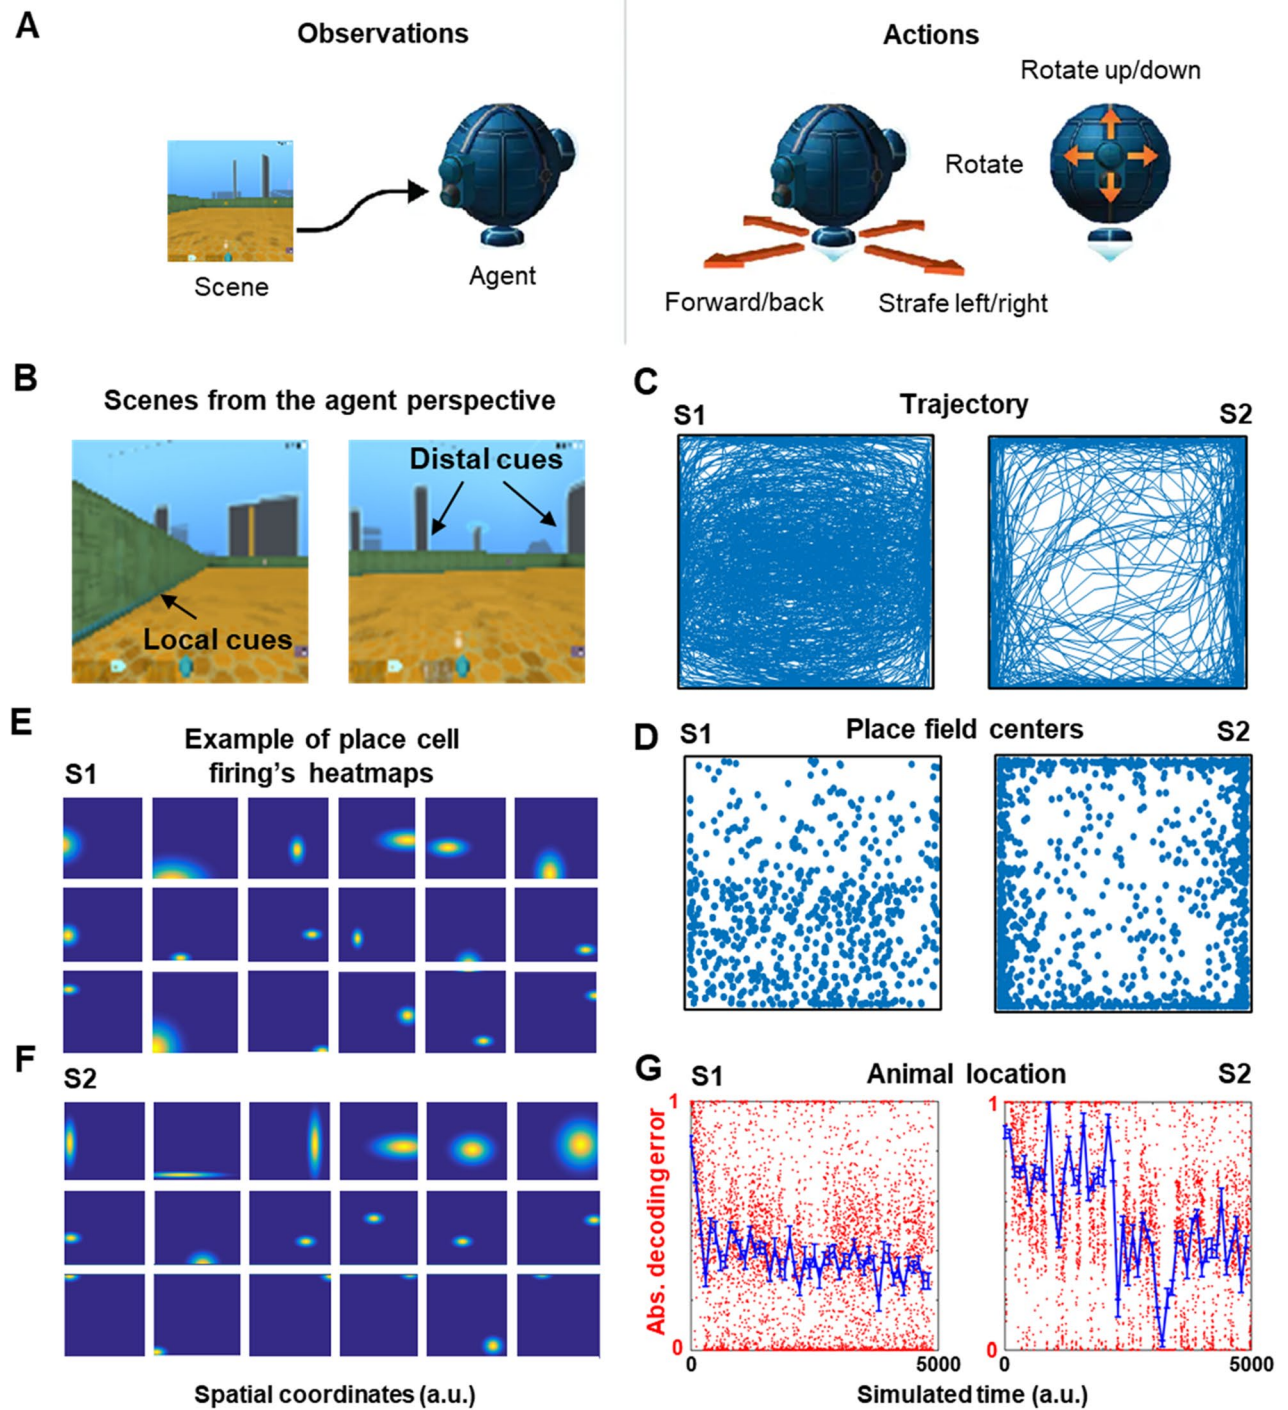 A
Observations
Actions
Rotate up/down
Rotate
Scene
Agent
Forward/back
Strafe left/right
B
Scenes from the agent perspective
Distal cues
Local cues
C
S1
Trajectory
S2
D
S1
Place field centers
S2
E
Example of place cell
firing's heatmaps
S1
F
S2
Spatial coordinates (a.u.)
G
S1
Animal location
S2
Abs. decoding error
1
0
0
5000
1
0
0
5000
Simulated time (a.u.)